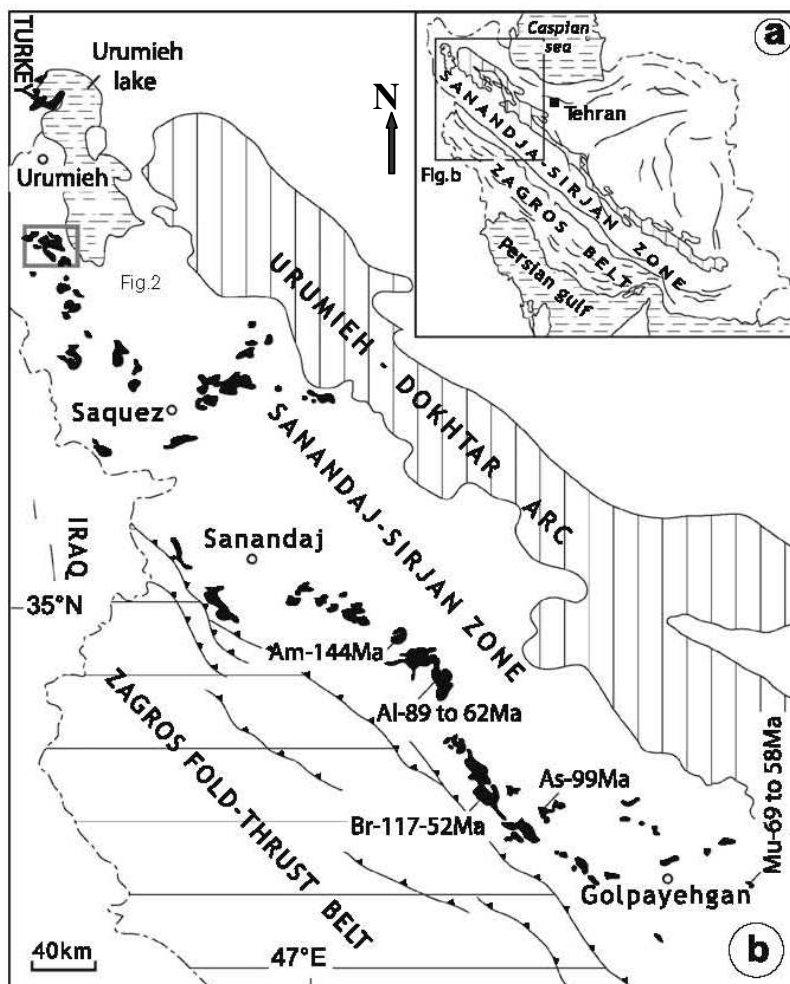 TURKEY
Urumieh
lake
N
Urumieh
Fig.2
Caspian
sea
a
Tehran
SANANDJA-SIRJAN ZONE
Fig.b
ZAGROS BELT
Persian gulf
URUMIEH - DOKHTAR ARC
Saquez
SANANDAJ-SIRJAN ZONE
IRAQ
Sanandaj
35°N
Am-144Ma
Al-89 to 62Ma
ZAGROS FOLD-THRUST BELT
As-99Ma
Br-117-52Ma
Mu-69 to 58Ma
Golpayehgan
40km
47°E
b